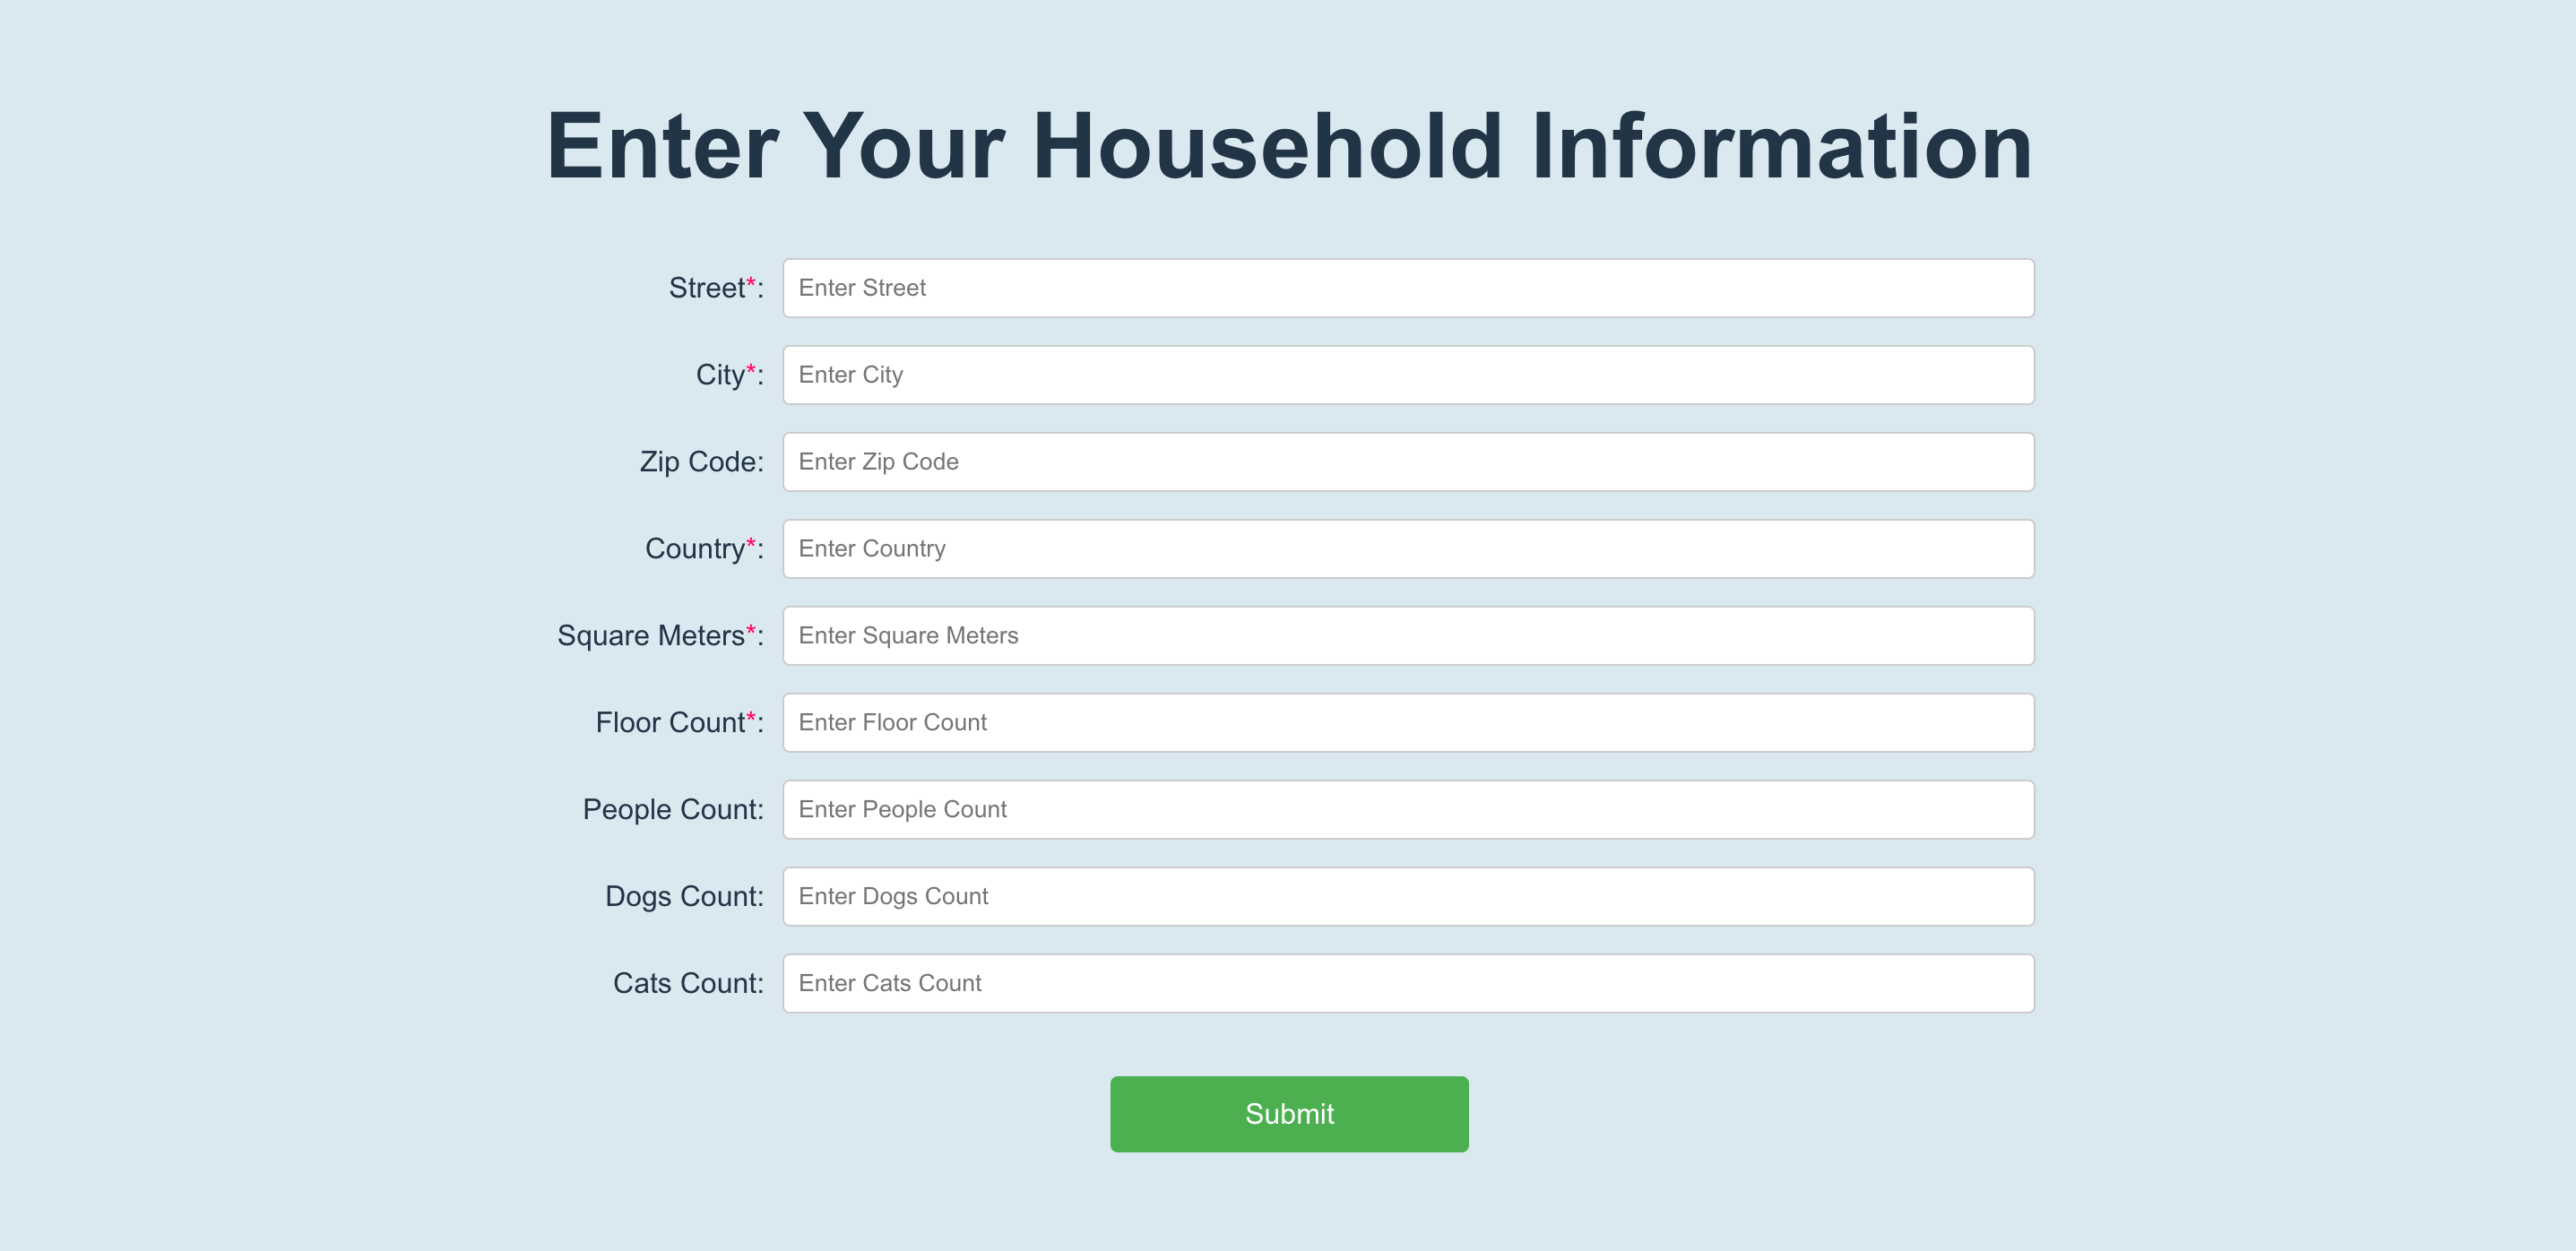 Enter Your Household Information
Street*: Enter Street
City*: Enter City
Zip Code: Enter Zip Code
Country*: Enter Country
Square Meters*: Enter Square Meters
Floor Count*: Enter Floor Count
People Count: Enter People Count
Dogs Count: Enter Dogs Count
Cats Count: Enter Cats Count
Submit